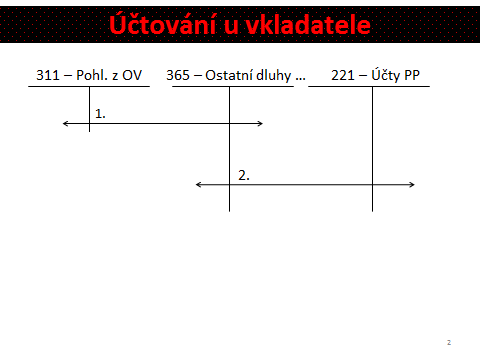 Účtování u vkladatele
311 – Pohl. z OV 365 – Ostatní dluhy ... 221 – Účty PP
1.
2.
2